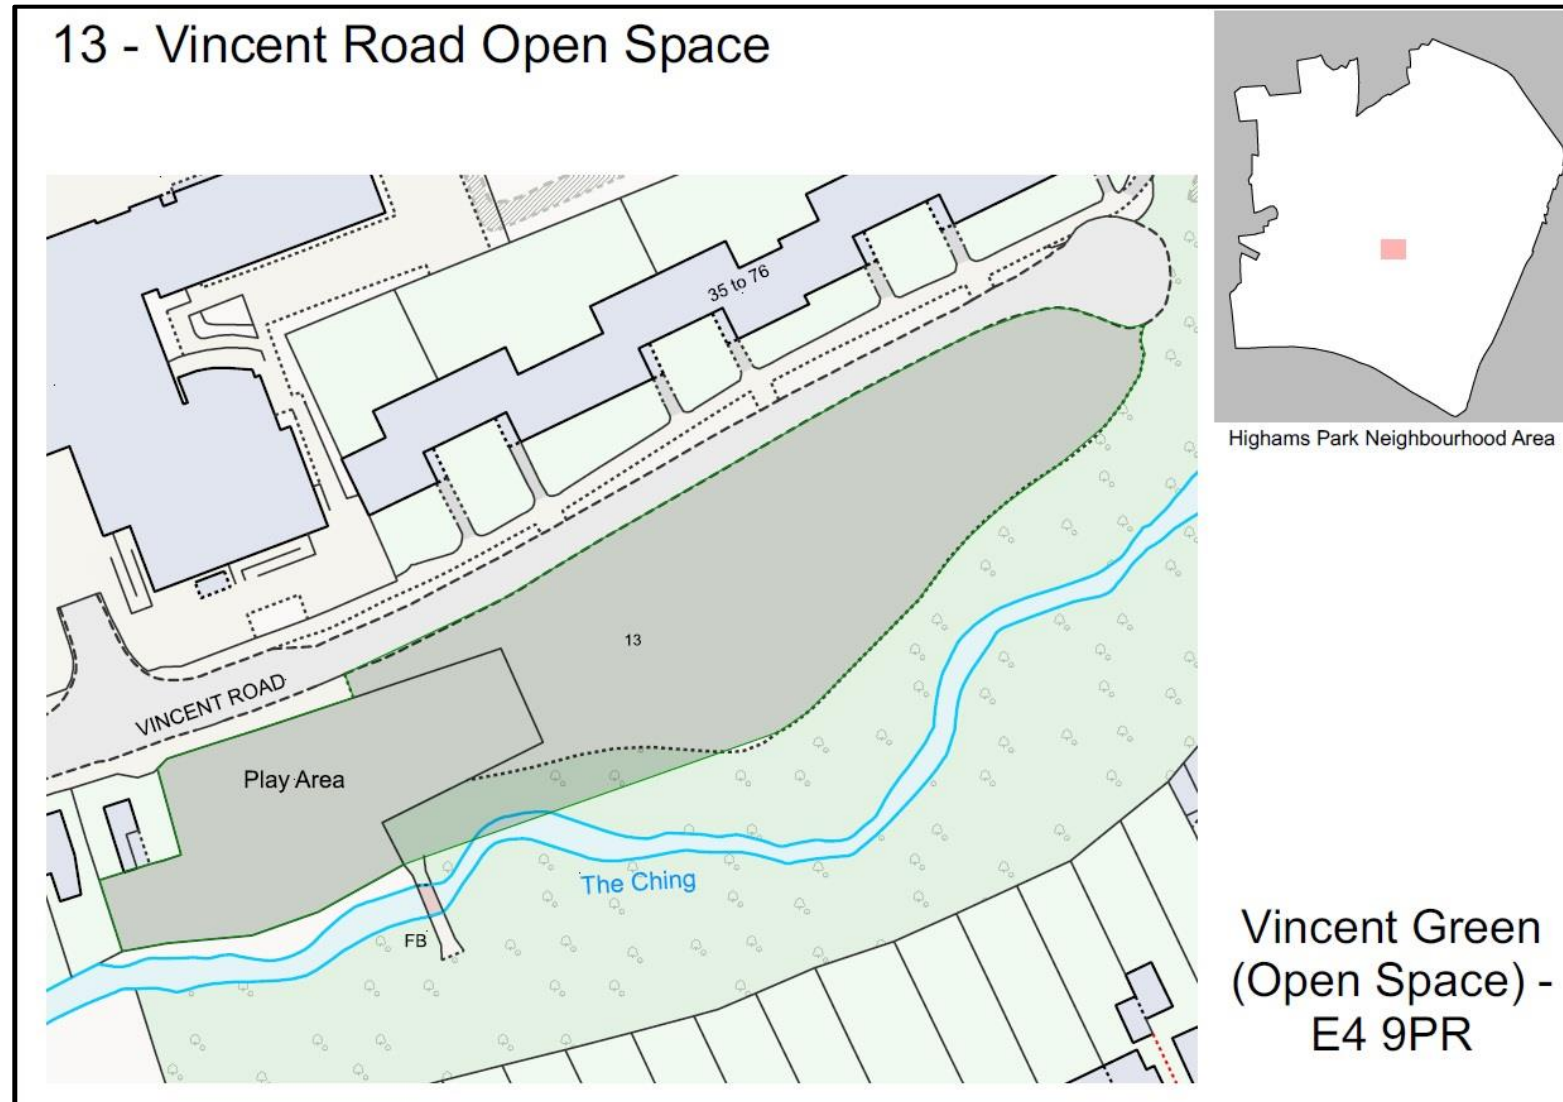 13 - Vincent Road Open Space
Highams Park Neighbourhood Area
35 to 76
13
VINCENT ROAD
Play Area
The Ching
FB
Vincent Green
(Open Space) -
E4 9PR